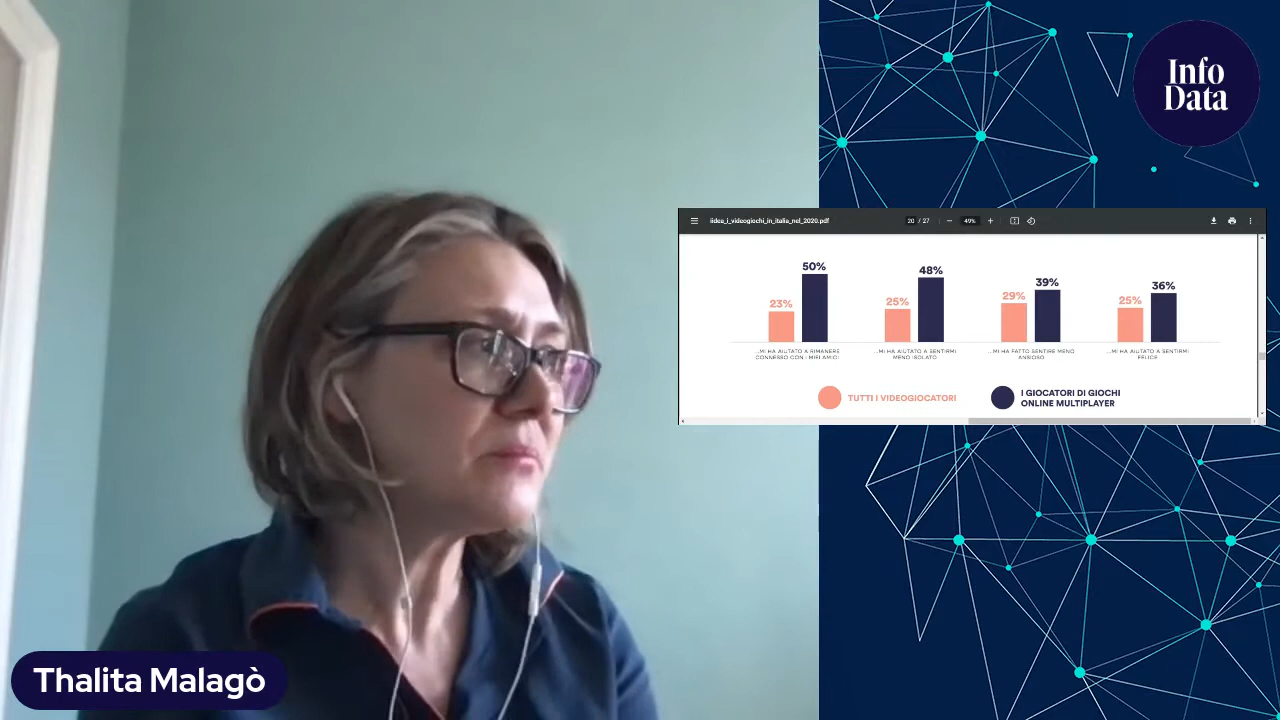 Info
Data
iidea_i_videogiochi_in_italia_nel_2020.pdf
20 / 27
49%
23%
50%
25%
48%
29%
39%
25%
36%
...MI HA AIUTATO A RIMANERE
CONNESSO CON I MIEI AMICI
...MI HA AIUTATO A SENTIRMI
MENO ISOLATO
...MI HA FATTO SENTIRE MENO
ANSIOSO
...MI HA AIUTATO A SENTIRMI
FELICE
TUTTI I VIDEOGIOCATORI
I GIOCATORI DI GIOCHI
ONLINE MULTIPLAYER
Thalita Malagò